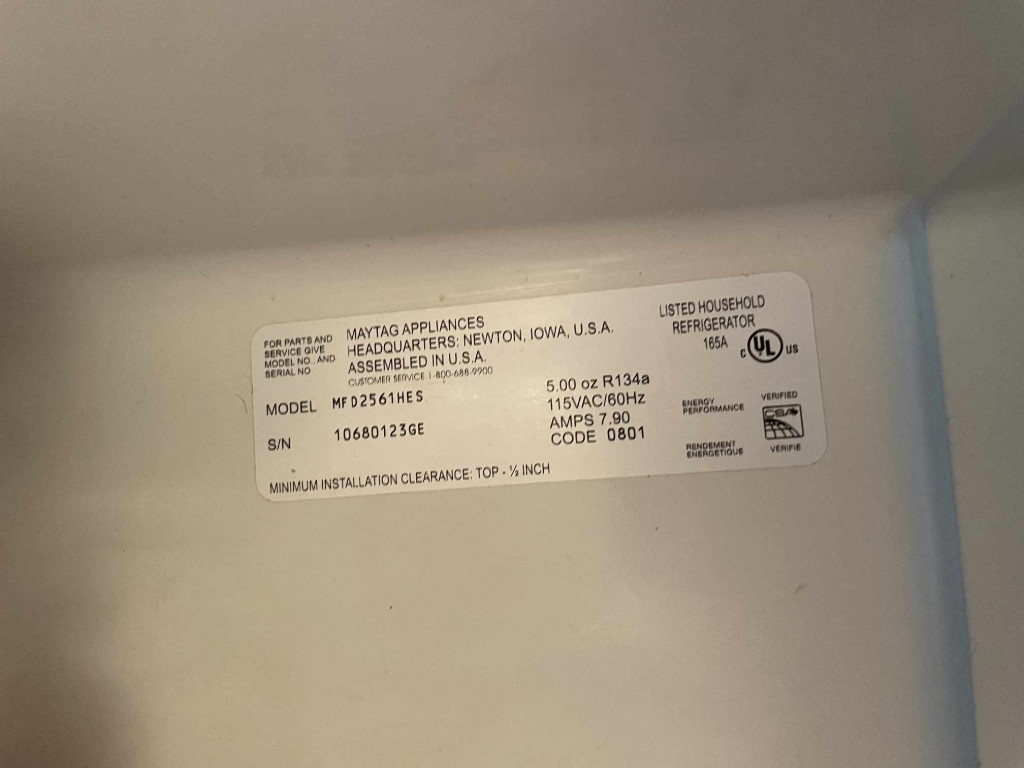 FOR PARTS AND
SERVICE GIVE
MODEL NO., AND
SERIAL NO
MAYTAG APPLIANCES
HEADQUARTERS: NEWTON, IOWA, U.S.A.
ASSEMBLED IN U.S.A.
CUSTOMER SERVICE 1-800-688-9900
LISTED HOUSEHOLD
REFRIGERATOR
165A
C UL US
MODEL MFD2561HES
S/N 10680123GE
5.00 oz R134a
115VAC/60Hz
AMPS 7.90
CODE 0801
ENERGY
PERFORMANCE
VERIFIED
CSA
RENDEMENT
ENERGETIQUE
VERIFIE
MINIMUM INSTALLATION CLEARANCE: TOP - ½ INCH